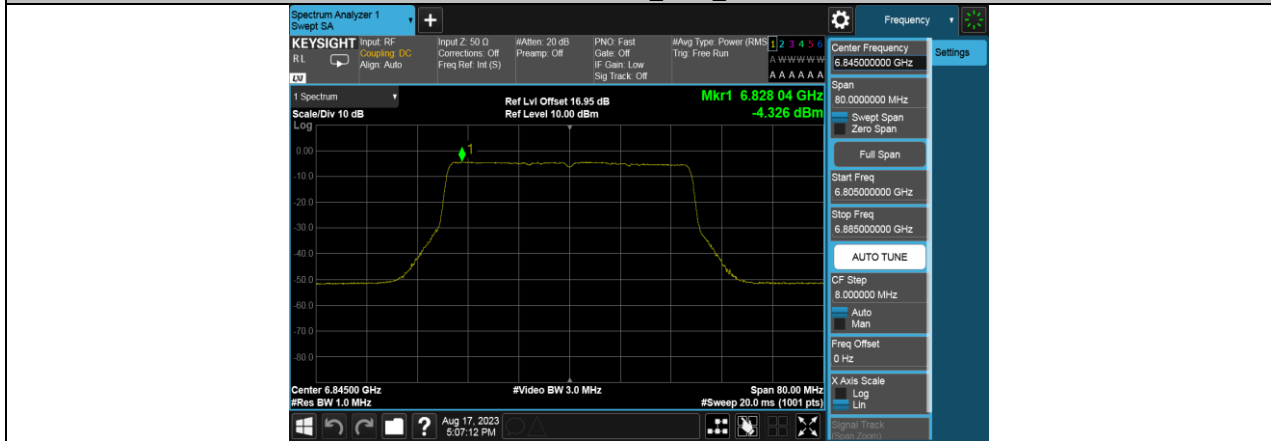 Spectrum Analyzer 1
Swept SA
+
Frequency
KEYSIGHT
R L
LXI
Input: RF
Coupling: DC
Align: Auto
Input Z: 50 Ω
Corrections: Off
Freq Ref: Int (S)
#Atten: 20 dB
Preamp: Off
PNO: Fast
Gate: Off
IF Gain: Low
Sig Track: Off
#Avg Type: Power (RMS
Trig: Free Run
1 2 3 4 5 6
A W W W W W
A A A A A A
Center Frequency
6.845000000 GHz
Settings
1 Spectrum
Scale/Div 10 dB
Ref Lvl Offset 16.95 dB
Ref Level 10.00 dBm
Mkr1 6.828 04 GHz
-4.326 dBm
Log
1
0.00
-10.0
-20.0
-30.0
-40.0
-50.0
-60.0
-70.0
-80.0
Center 6.84500 GHz
#Res BW 1.0 MHz
#Video BW 3.0 MHz
Span 80.00 MHz
#Sweep 20.0 ms (1001 pts)
Span
80.0000000 MHz
Swept Span
Zero Span
Full Span
Start Freq
6.805000000 GHz
Stop Freq
6.885000000 GHz
AUTO TUNE
CF Step
8.000000 MHz
Auto
Man
Freq Offset
0 Hz
X Axis Scale
Log
Lin
Signal Track
(Span Zoom)
?
Aug 17, 2023
5:07:12 PM